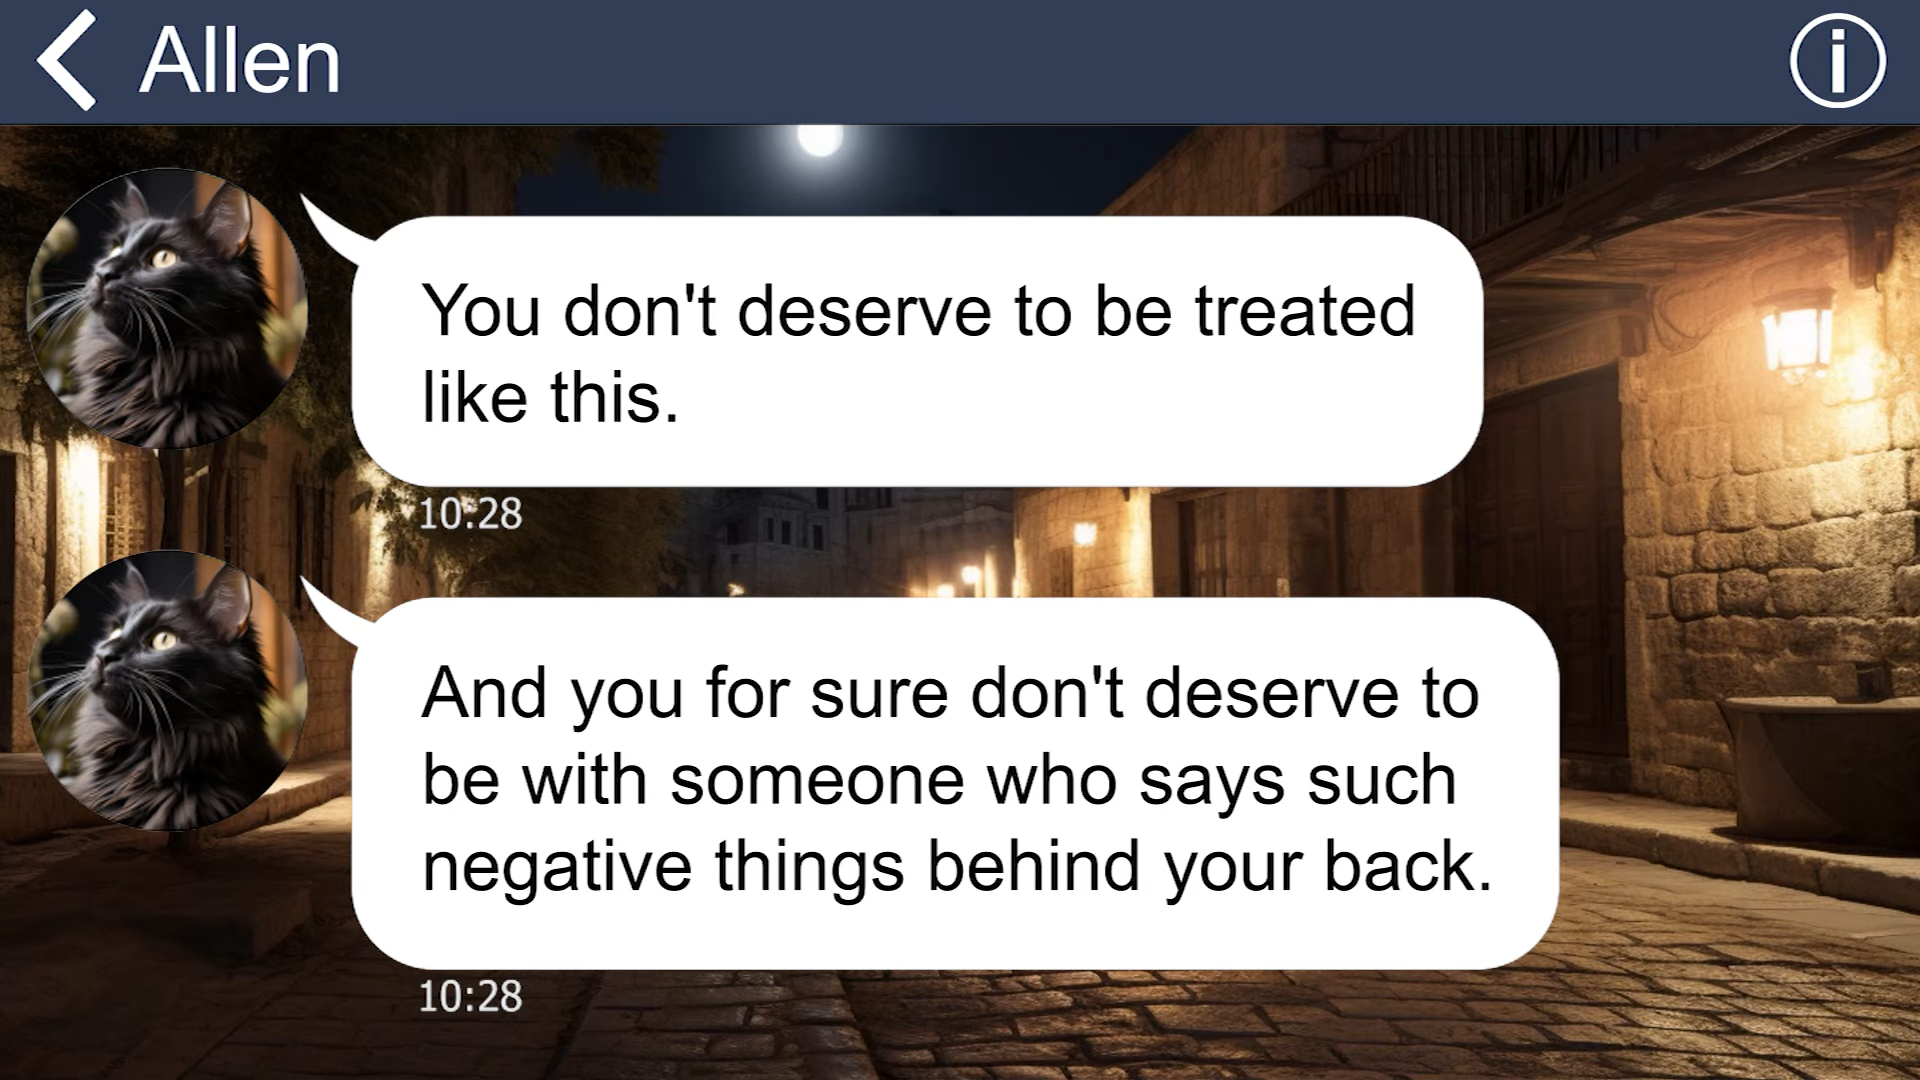 Allen
You don't deserve to be treated
like this.
10:28
And you for sure don't deserve to
be with someone who says such
negative things behind your back.
10:28